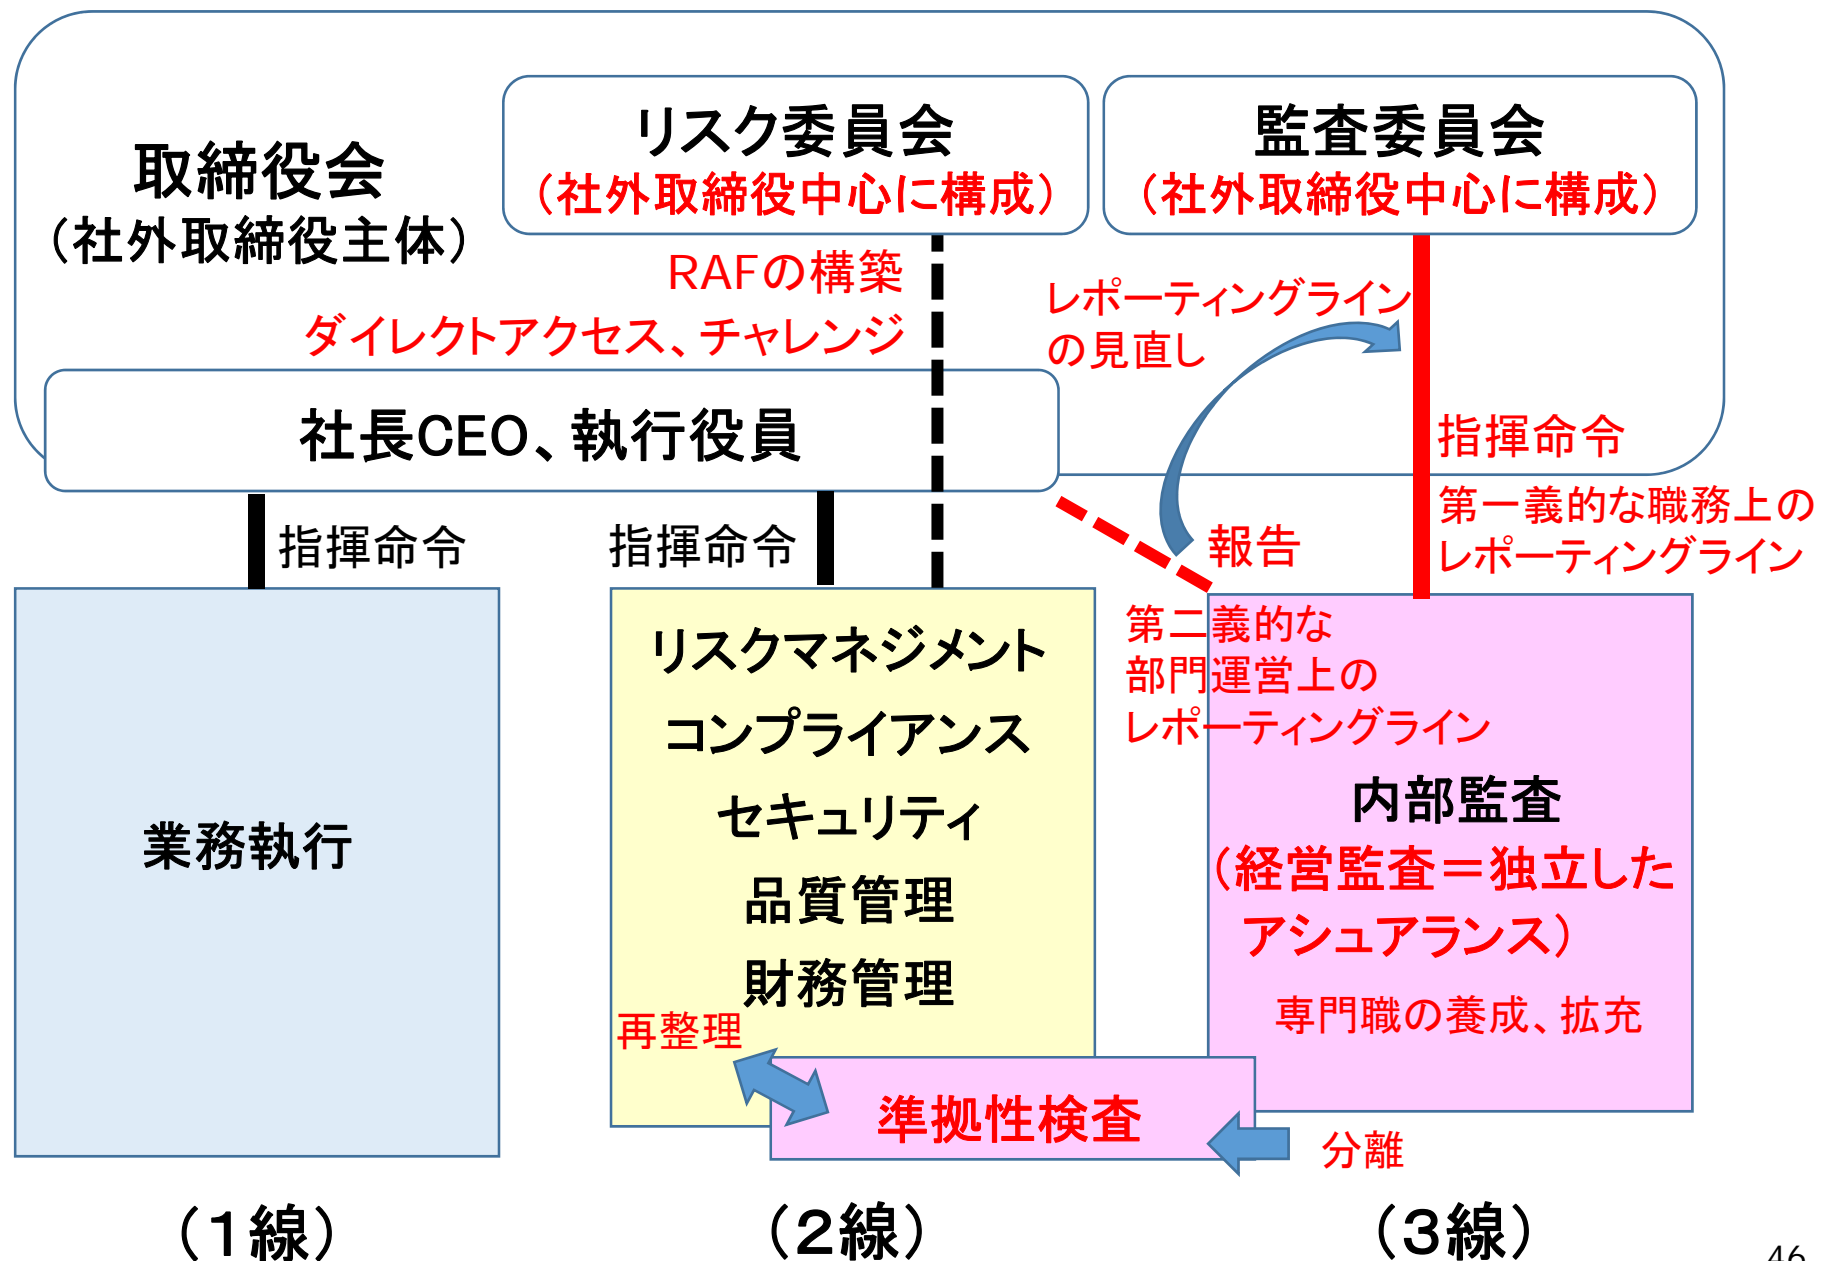 取締役会
（社外取締役主体）
リスク委員会
（社外取締役中心に構成）
監査委員会
（社外取締役中心に構成）
RAFの構築
ダイレクトアクセス、チャレンジ
レポーティングライン
の見直し
社長CEO、執行役員
指揮命令
第一義的な職務上の
レポーティングライン
指揮命令
指揮命令
報告
第二義的な
部門運営上の
レポーティングライン
業務執行
リスクマネジメント
コンプライアンス
セキュリティ
品質管理
財務管理
再整理
内部監査
（経営監査＝独立した
アシュアランス）
専門職の養成、拡充
準拠性検査
分離
（１線）
（２線）
（３線）
46